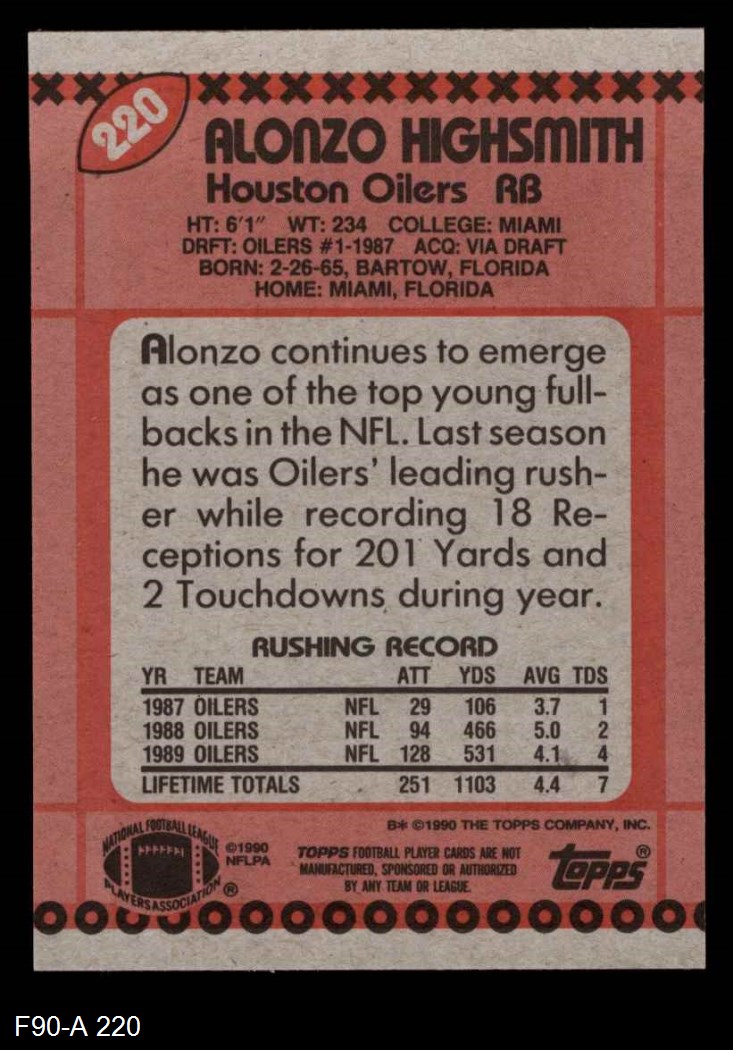 220
ALONZO HIGHSMITH
Houston Oilers RB
HT: 6'1" WT: 234 COLLEGE: MIAMI
DRFT: OILERS #1-1987 ACQ: VIA DRAFT
BORN: 2-26-65, BARTOW, FLORIDA
HOME: MIAMI, FLORIDA
Alonzo continues to emerge
as one of the top young full-
backs in the NFL. Last season
he was Oilers' leading rush-
er while recording 18 Re-
ceptions for 201 Yards and
2 Touchdowns during year.
RUSHING RECORD
YR TEAM ATT YDS AVG TDS
1987 OILERS NFL 29 106 3.7 1
1988 OILERS NFL 94 466 5.0 2
1989 OILERS NFL 128 531 4.1 4
LIFETIME TOTALS 251 1103 4.4 7
B* ©1990 THE TOPPS COMPANY, INC.
NATIONAL FOOTBALL LEAGUE
PLAYERS ASSOCIATION ®
©1990
NFLPA
TOPPS FOOTBALL PLAYER CARDS ARE NOT
MANUFACTURED, SPONSORED OR AUTHORIZED
BY ANY TEAM OR LEAGUE.
topps ®
F90-A 220